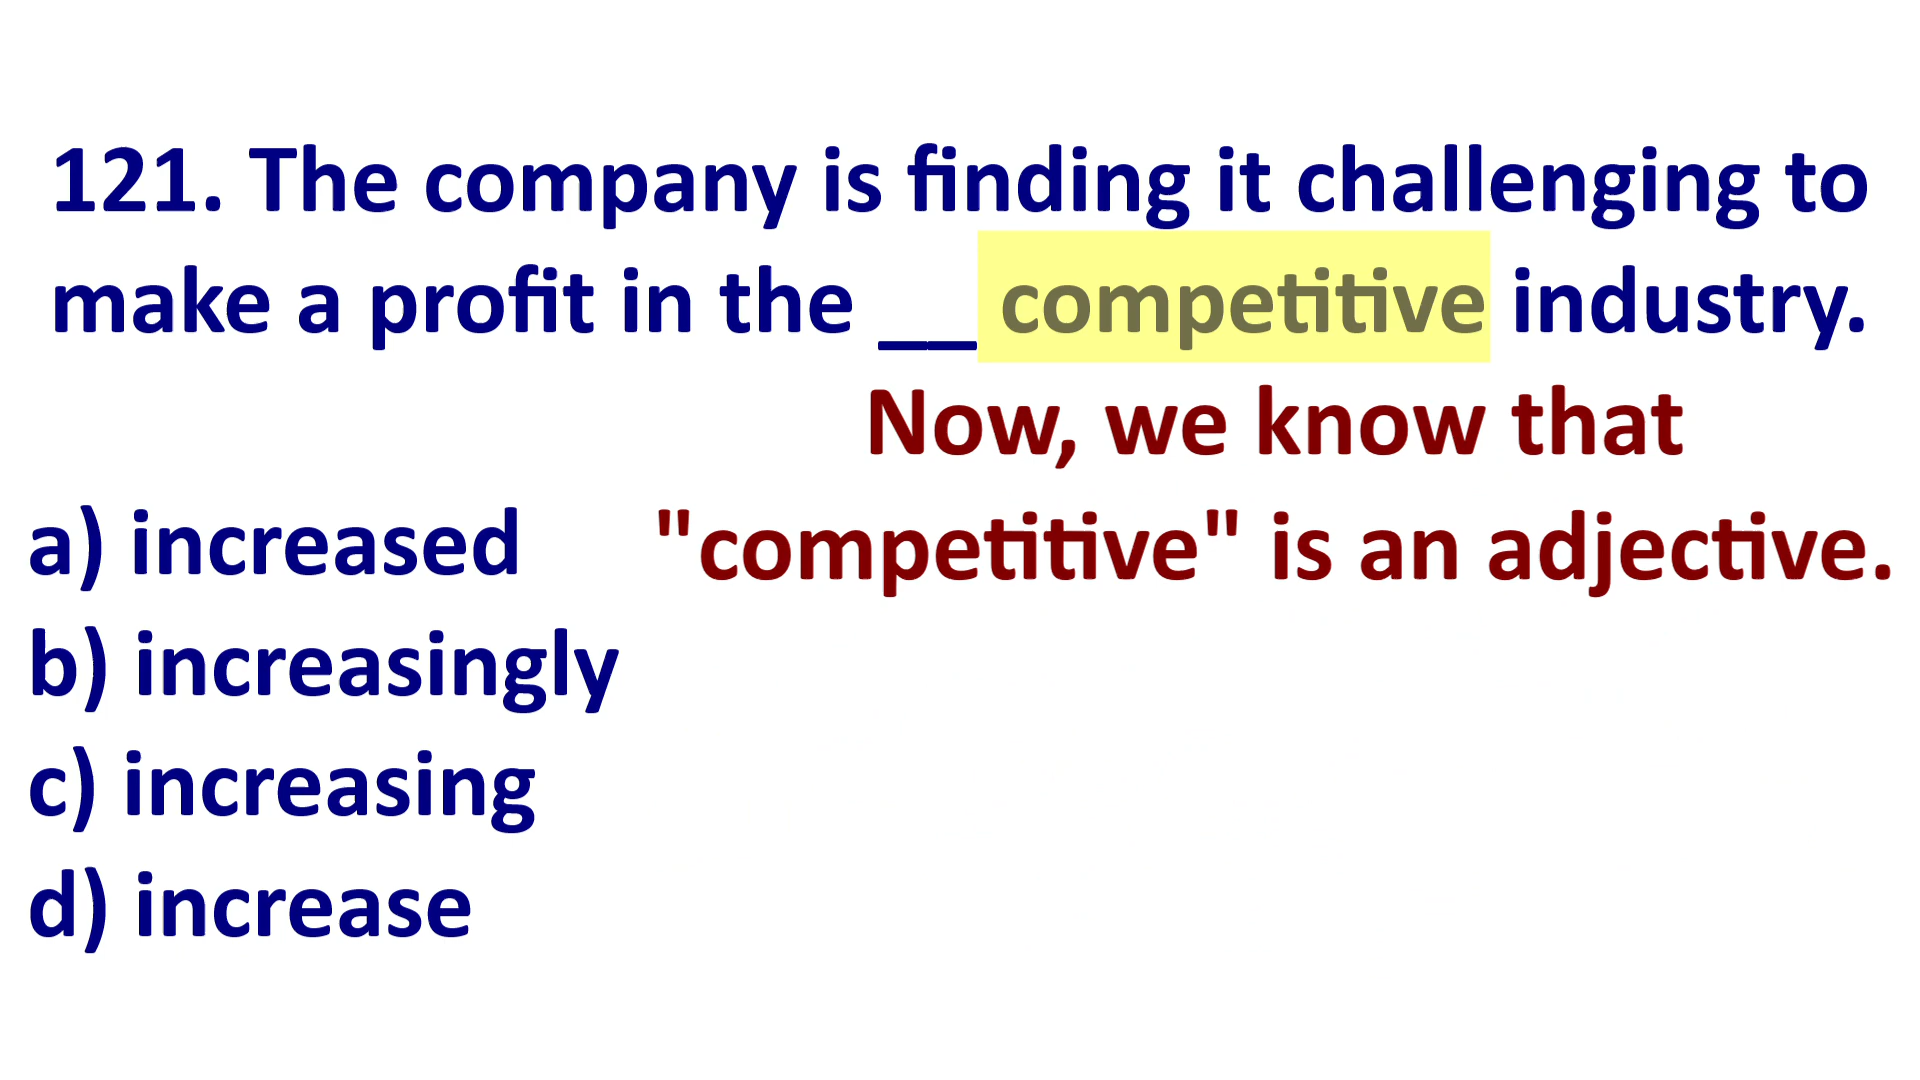 121. The company is finding it challenging to
make a profit in the __ competitive industry.
Now, we know that
"competitive" is an adjective.
a) increased
b) increasingly
c) increasing
d) increase